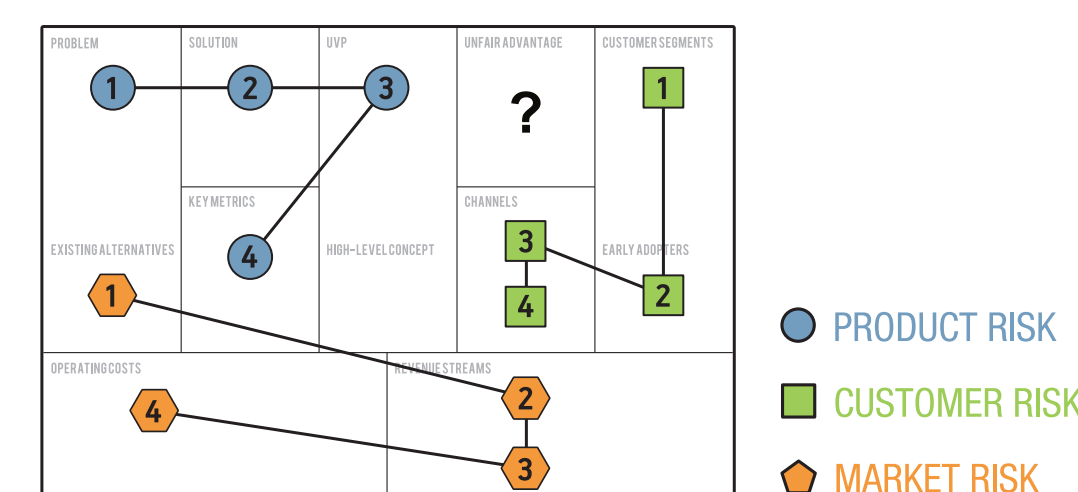 PROBLEM
SOLUTION
UVP
UNFAIR ADVANTAGE
CUSTOMER SEGMENTS
1
2
3
?
1
KEY METRICS
CHANNELS
EXISTING ALTERNATIVES
4
HIGH-LEVEL CONCEPT
3
EARLY ADOPTERS
1
4
2
PRODUCT RISK
OPERATING COSTS
REVENUE STREAMS
4
2
CUSTOMER RISK
3
MARKET RISK